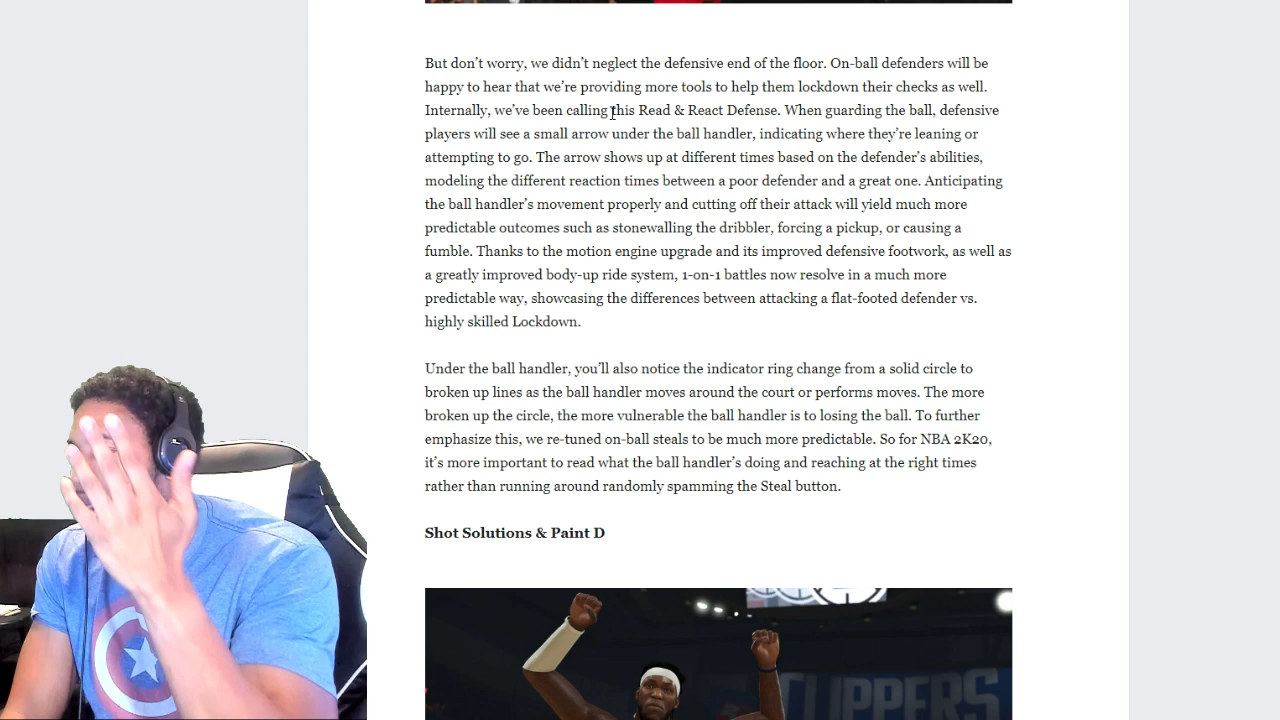 But don’t worry, we didn’t neglect the defensive end of the floor. On-ball defenders will be
happy to hear that we’re providing more tools to help them lockdown their checks as well.
Internally, we’ve been calling this Read & React Defense. When guarding the ball, defensive
players will see a small arrow under the ball handler, indicating where they’re leaning or
attempting to go. The arrow shows up at different times based on the defender’s abilities,
modeling the different reaction times between a poor defender and a great one. Anticipating
the ball handler’s movement properly and cutting off their attack will yield much more
predictable outcomes such as stonewalling the dribbler, forcing a pickup, or causing a
fumble. Thanks to the motion engine upgrade and its improved defensive footwork, as well as
a greatly improved body-up ride system, 1-on-1 battles now resolve in a much more
predictable way, showcasing the differences between attacking a flat-footed defender vs.
highly skilled Lockdown.
Under the ball handler, you’ll also notice the indicator ring change from a solid circle to
broken up lines as the ball handler moves around the court or performs moves. The more
broken up the circle, the more vulnerable the ball handler is to losing the ball. To further
emphasize this, we re-tuned on-ball steals to be much more predictable. So for NBA 2K20,
it’s more important to read what the ball handler’s doing and reaching at the right times
rather than running around randomly spamming the Steal button.
Shot Solutions & Paint D
CLIPPERS